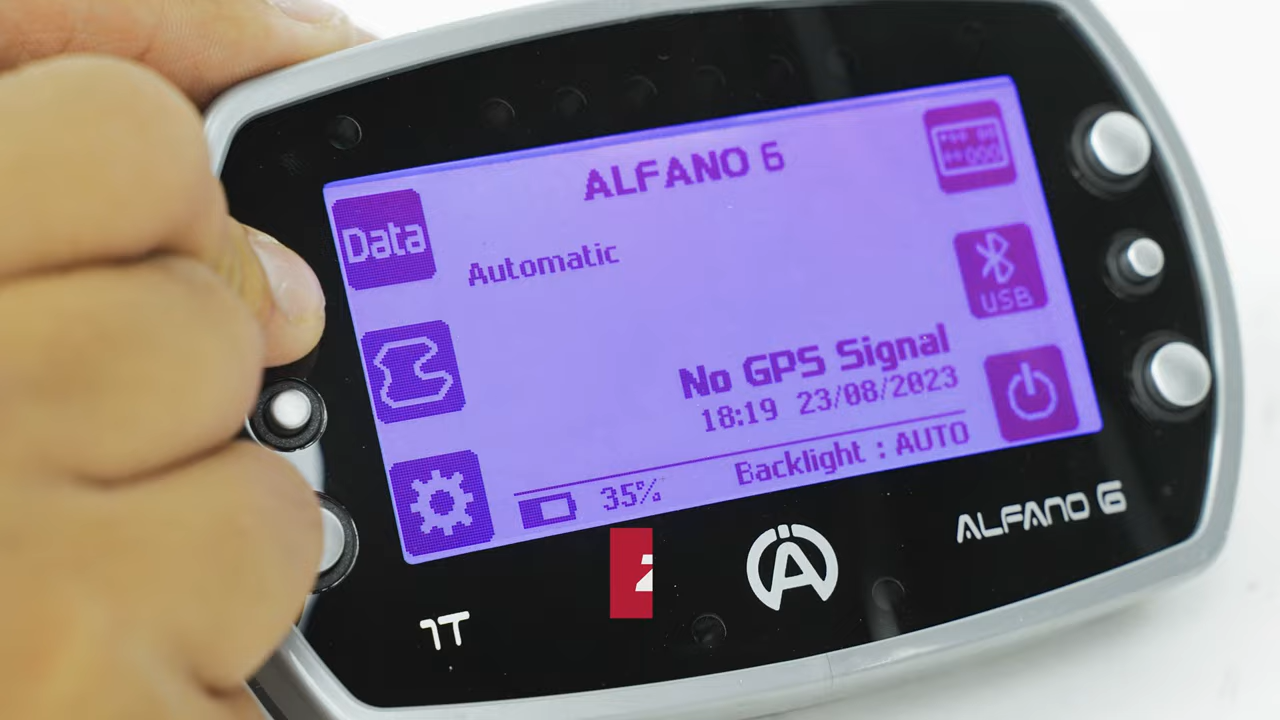 ALFANO 6
Data
Automatic
USB
No GPS Signal
18:19 23/08/2023
35%
Backlight : AUTO
ALFANO 6
1T